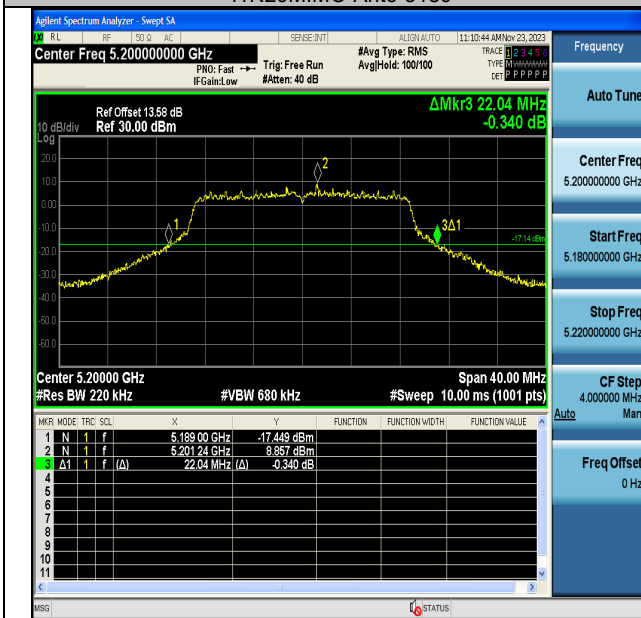 Agilent Spectrum Analyzer - Swept SA
RL RF 50 Ω AC SENSE:INT ALIGN AUTO 11:10:44 AM Nov 23, 2023
Center Freq 5.200000000 GHz #Avg Type: RMS TRACE 1 2 3 4 5 6
PNO: Fast Trig: Free Run Avg|Hold: 100/100 TYPE M
IFGain:Low #Atten: 40 dB DET P P P P P P
Frequency
Auto Tune
Center Freq
5.200000000 GHz
Start Freq
5.180000000 GHz
Stop Freq
5.220000000 GHz
CF Step
4.000000 MHz
Auto Man
Freq Offset
0 Hz
ΔMkr3 22.04 MHz
-0.340 dB
Ref Offset 13.58 dB
10 dB/div Ref 30.00 dBm
Log
20.0
10.0
0.00
-10.0
-20.0
-30.0
-40.0
-50.0
-60.0
1
2
3Δ1
-17.14 dBm
Center 5.20000 GHz Span 40.00 MHz
#Res BW 220 kHz #VBW 680 kHz #Sweep 10.00 ms (1001 pts)
MKR MODE TRC SCL X Y FUNCTION FUNCTION WIDTH FUNCTION VALUE
1 N 1 f 5.189 00 GHz -17.449 dBm
2 N 1 f 5.201 24 GHz 8.857 dBm
3 Δ1 1 f (Δ) 22.04 MHz (Δ) -0.340 dB
4
5
6
7
8
9
10
11
MSG STATUS